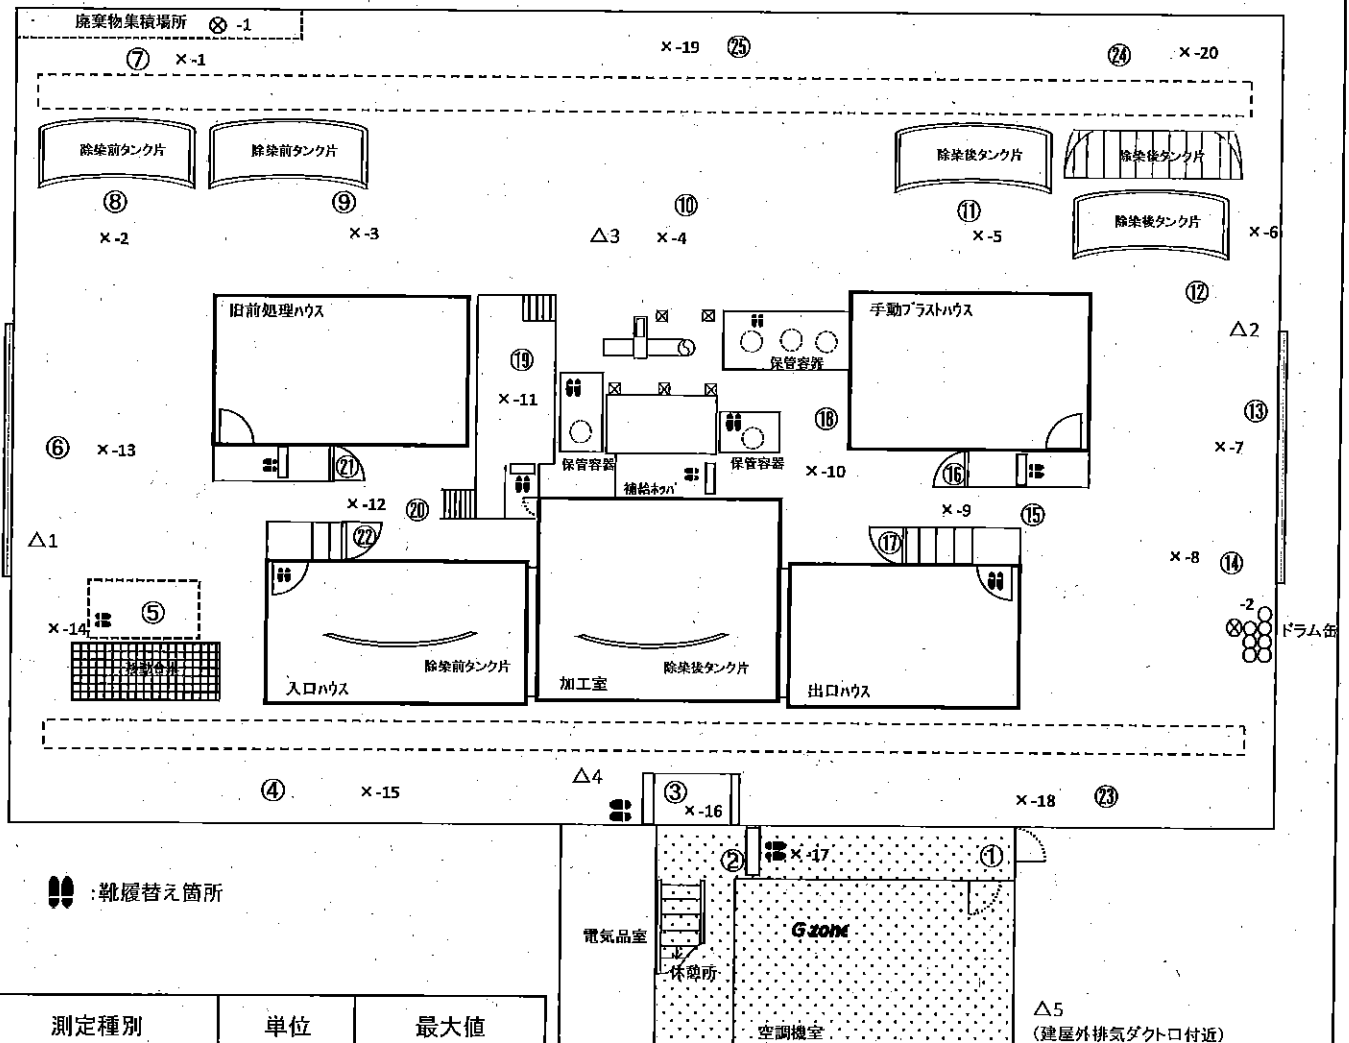 廃棄物集積場所 ⊗ -1
⑦ ×-1
×-19 ㉕
㉔ ×-20
除染前タンク片
除染前タンク片
除染後タンク片
除染後タンク片
除染後タンク片
⑧
⑨
⑩
⑪
×-2
×-3
△3 ×-4
×-5
×-6
⑫
旧前処理ハウス
手動ブラストハウス
△2
保管容器
⑲
×-11
⑱
⑬
⑥ ×-13
×-7
保管容器
保管容器
×-10
㉑
⑯
補給ホッパ
×-12 ⑳
×-9 ⑮
△1
㉒
⑰
×-8 ⑭
⑤
-2
×-14
⊗ ドラム缶
除染前タンク片
除染後タンク片
入口ハウス
加工室
出口ハウス
④ ×-15
△4
③
×-16
×-18 ㉓
② ×-17
①
:靴履替え箇所
電気品室
G zone
休憩所
△5
空調機室
(建屋外排気ダクト口付近)
測定種別 単位 最大値